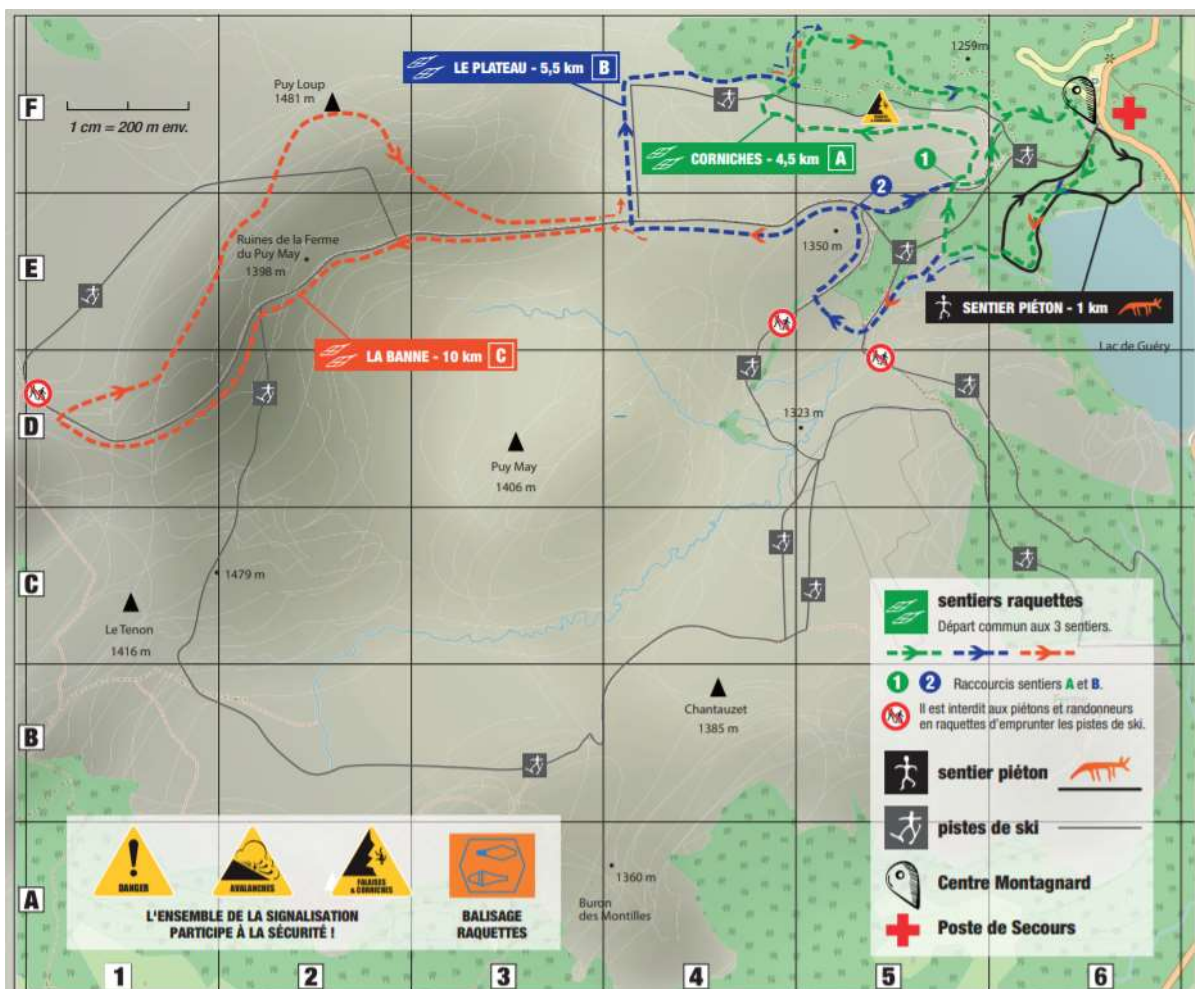 1259m
LE PLATEAU - 5,5 km B
Puy Loup
1481 m
F
1 cm = 200 m env.
CORNICHES - 4,5 km A
1
2
Ruines de la Ferme
du Puy May
1398 m
1350 m
E
SENTIER PIÉTON - 1 km
LA BANNE - 10 km C
Lac de Guéry
D
1323 m
Puy May
1406 m
C
1479 m
Le Tenon
1416 m
sentiers raquettes
Départ commun aux 3 sentiers.
1 2 Raccourcis sentiers A et B.
Il est interdit aux piétons et randonneurs
en raquettes d'emprunter les pistes de ski.
Chantauzet
1385 m
B
sentier piéton
pistes de ski
Centre Montagnard
Poste de Secours
DANGER
AVALANCHES
FALAISES
& CORNICHES
L'ENSEMBLE DE LA SIGNALISATION
PARTICIPE À LA SÉCURITÉ !
BALISAGE
RAQUETTES
1360 m
Buron
des Montilles
A
1 2 3 4 5 6